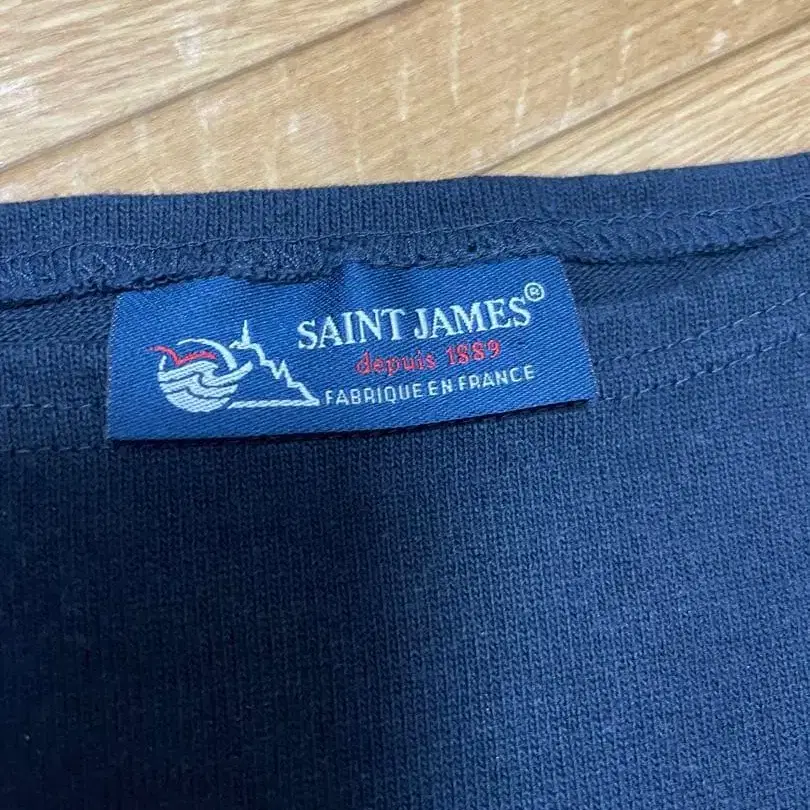 SAINT JAMES®
depuis 1889
FABRIQUE EN FRANCE